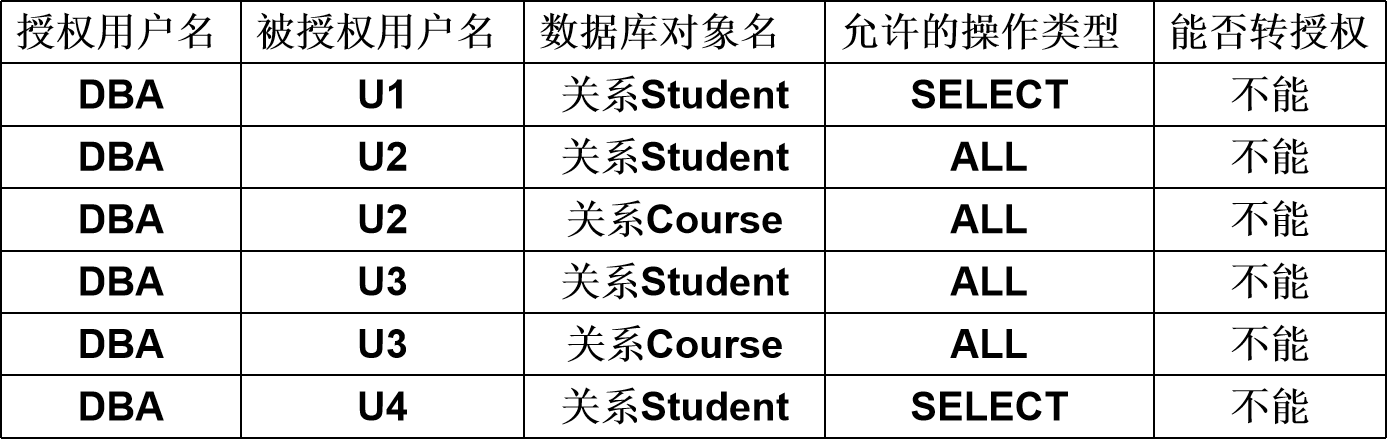 授权用户名 被授权用户名 数据库对象名 允许的操作类型 能否转授权
DBA U1 关系Student SELECT 不能
DBA U2 关系Student ALL 不能
DBA U2 关系Course ALL 不能
DBA U3 关系Student ALL 不能
DBA U3 关系Course ALL 不能
DBA U4 关系Student SELECT 不能